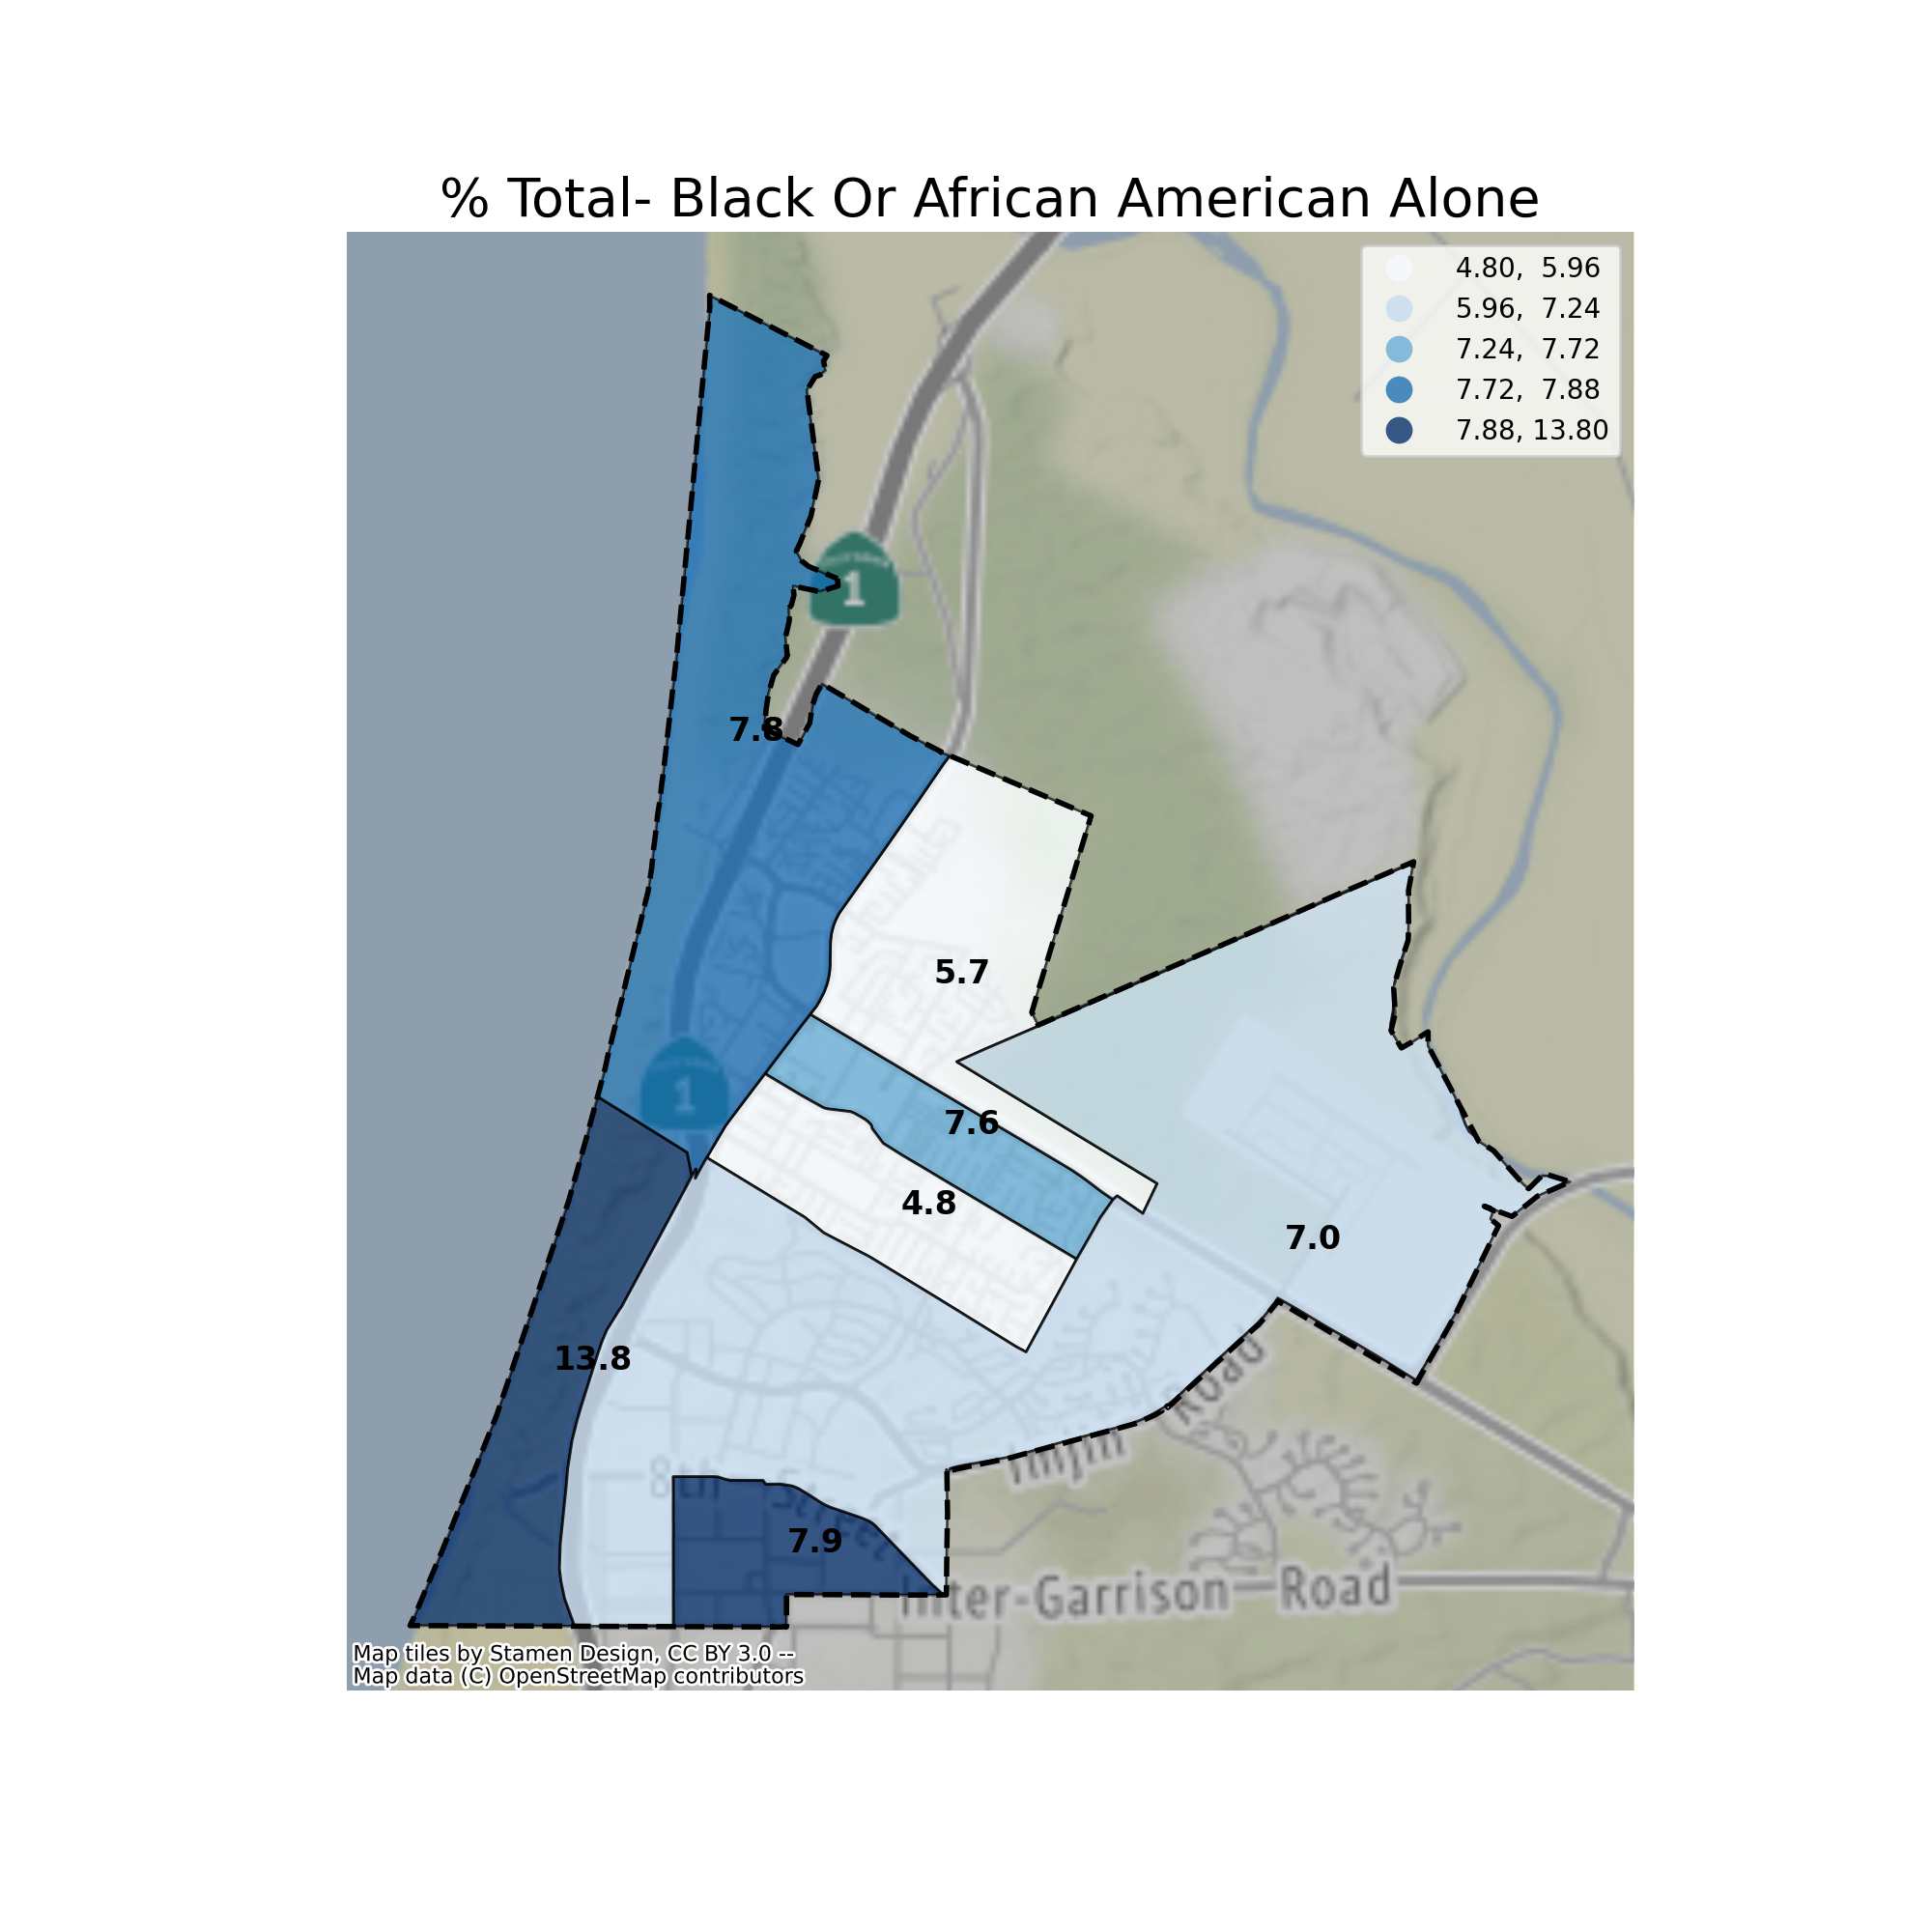 % Total- Black Or African American Alone
4.80, 5.96
5.96, 7.24
7.24, 7.72
7.72, 7.88
7.88, 13.80
1
7.8
5.7
1
7.6
4.8
7.0
13.8
Imjin Road
8th Street
7.9
Inter-Garrison Road
Map tiles by Stamen Design, CC BY 3.0 --
Map data (C) OpenStreetMap contributors